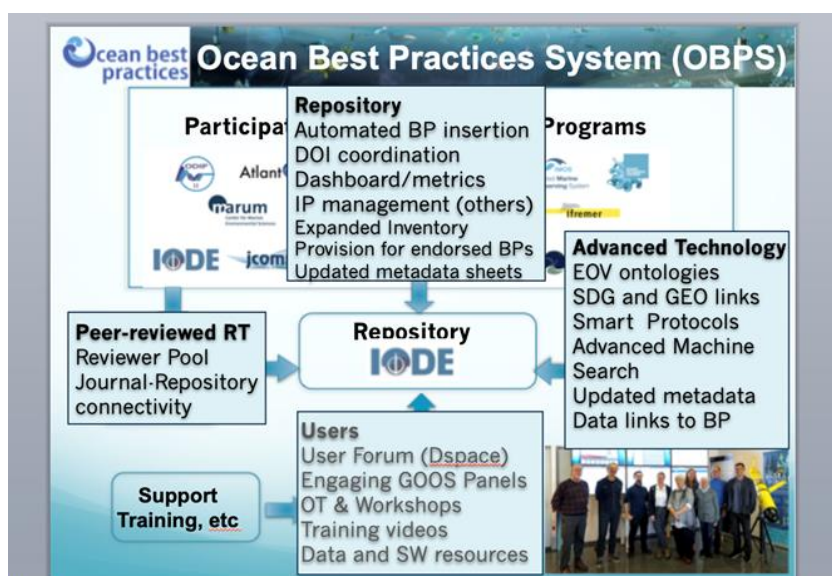 Ocean best
practices
Ocean Best Practices System (OBPS)
Participat
Programs
Repository
Automated BP insertion
DOI coordination
Dashboard/metrics
IP management (others)
Expanded Inventory
Provision for endorsed BPs
Updated metadata sheets
ODIP
II
Atlant
marum
IODE
jcom
ifremer
Advanced Technology
EOV ontologies
SDG and GEO links
Smart Protocols
Advanced Machine
Search
Updated metadata
Data links to BP
Peer-reviewed RT
Reviewer Pool
Journal-Repository
connectivity
Repository
IODE
Users
User Forum (Dspace)
Engaging GOOS Panels
OT & Workshops
Training videos
Data and SW resources
Support
Training, etc